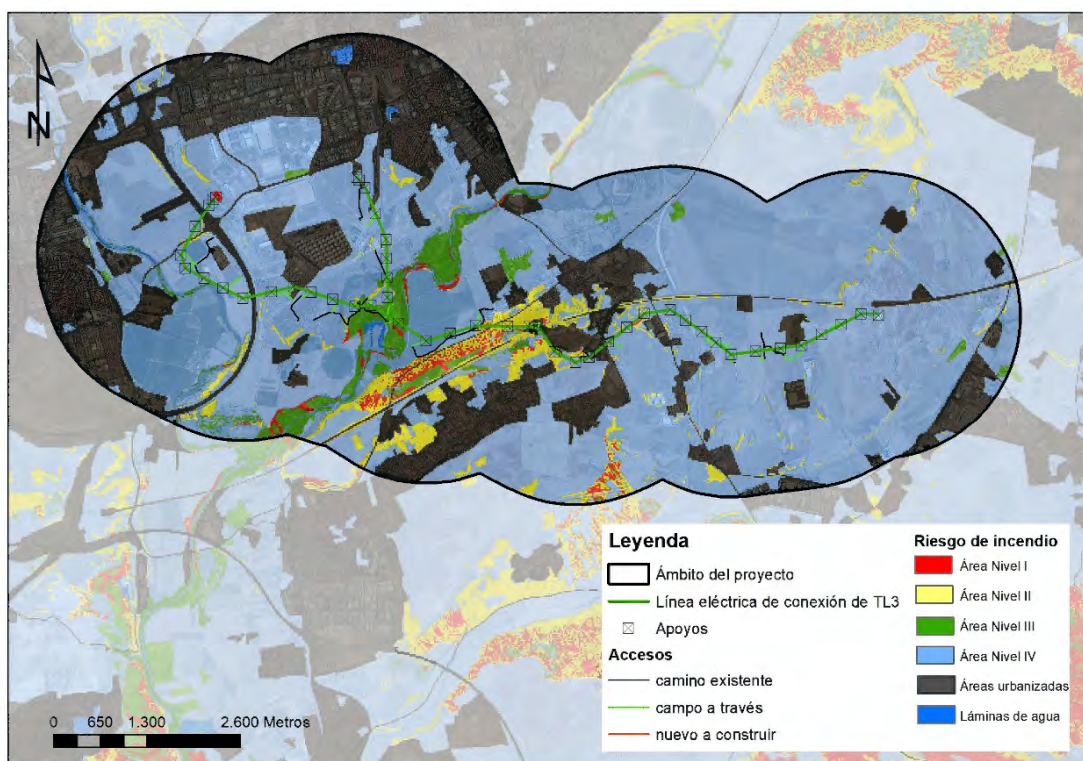 N
0 650 1.300 2.600 Metros
Leyenda
Ámbito del proyecto
Línea eléctrica de conexión de TL3
Apoyos
Accesos
camino existente
campo a través
nuevo a construir
Riesgo de incendio
Área Nivel I
Área Nivel II
Área Nivel III
Área Nivel IV
Áreas urbanizadas
Láminas de agua